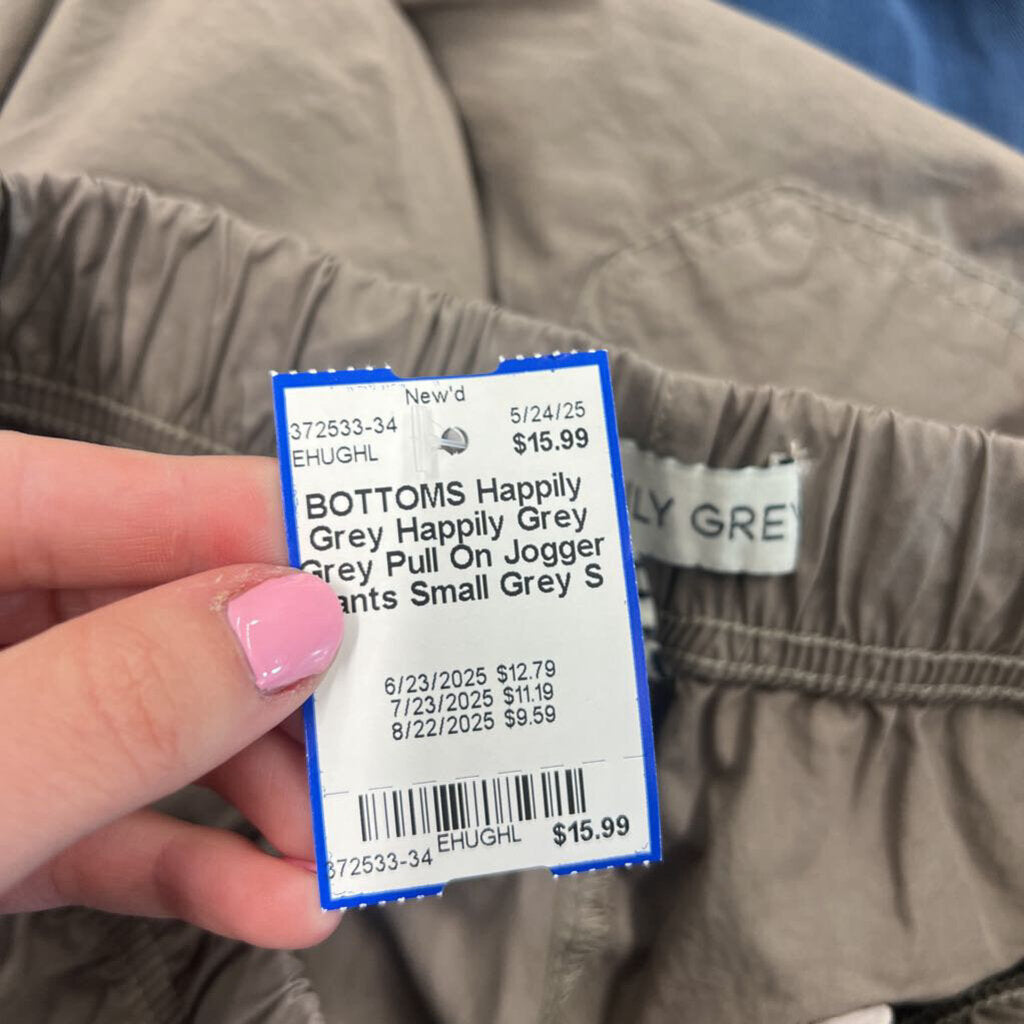 New'd
372533-34 5/24/25
EHUGHL $15.99
BOTTOMS Happily
Grey Happily Grey
Grey Pull On Jogger
ants Small Grey S
6/23/2025 $12.79
7/23/2025 $11.19
8/22/2025 $9.59
EHUGHL $15.99
372533-34
LY GREY